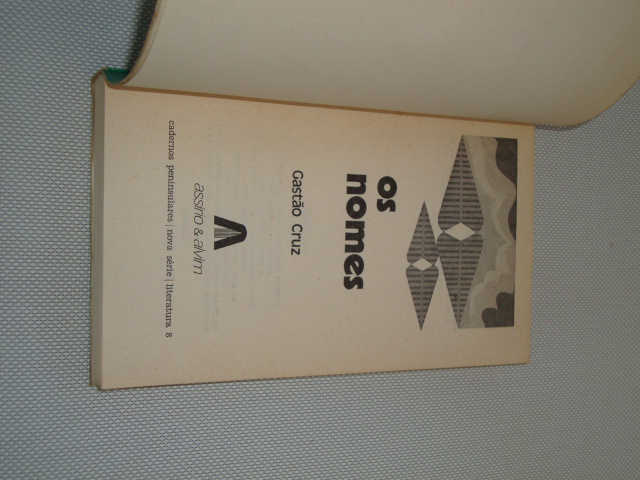 os
nomes
Gastão Cruz
assírio & alvim
cadernos peninsulares | nova série | literatura 8